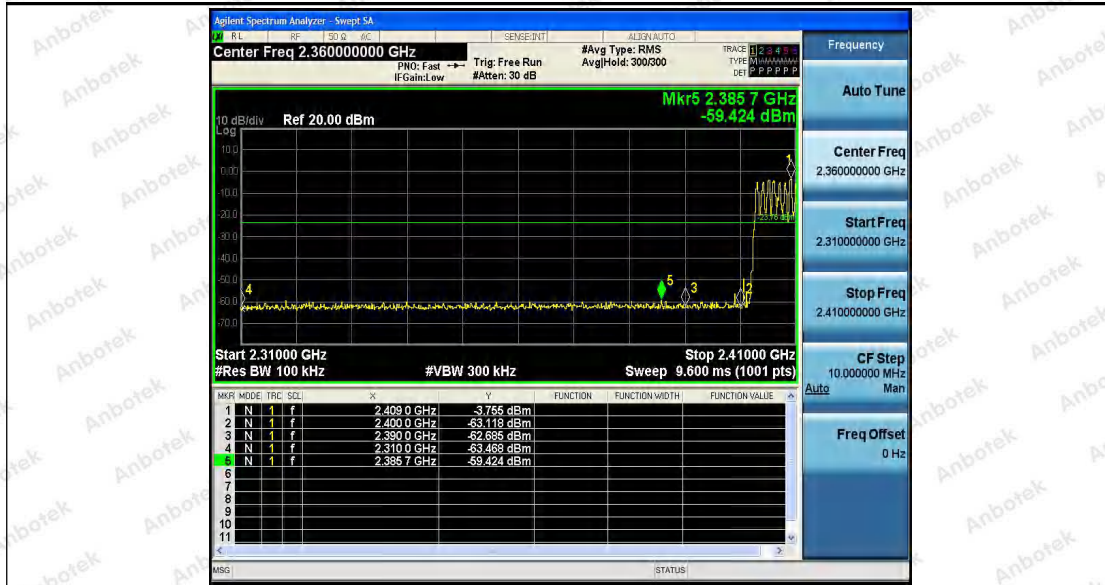 Agilent Spectrum Analyzer - Swept SA
RL RF 50 Ω AC SENSE:INT ALIGN AUTO
Center Freq 2.360000000 GHz
PNO: Fast
IFGain:Low
Trig: Free Run
#Atten: 30 dB
#Avg Type: RMS
Avg|Hold: 300/300
TRACE 1 2 3 4 5 6
TYPE M
DET P P P P P P
Mkr5 2.385 7 GHz
-59.424 dBm
10 dB/div Ref 20.00 dBm
Log
10.0
0.00
-10.0
-20.0
-30.0
-40.0
-50.0
-60.0
-70.0
1
4
5
3
2
Start 2.31000 GHz Stop 2.41000 GHz
#Res BW 100 kHz #VBW 300 kHz Sweep 9.600 ms (1001 pts)
MKR MODE TRC SCL X Y FUNCTION FUNCTION WIDTH FUNCTION VALUE
1 N 1 f 2.409 0 GHz -3.755 dBm
2 N 1 f 2.400 0 GHz -63.118 dBm
3 N 1 f 2.390 0 GHz -62.685 dBm
4 N 1 f 2.310 0 GHz -63.468 dBm
5 N 1 f 2.385 7 GHz -59.424 dBm
6
7
8
9
10
11
MSG STATUS
Frequency
Auto Tune
Center Freq
2.360000000 GHz
Start Freq
2.310000000 GHz
Stop Freq
2.410000000 GHz
CF Step
10.000000 MHz
Auto Man
Freq Offset
0 Hz
Anbotek